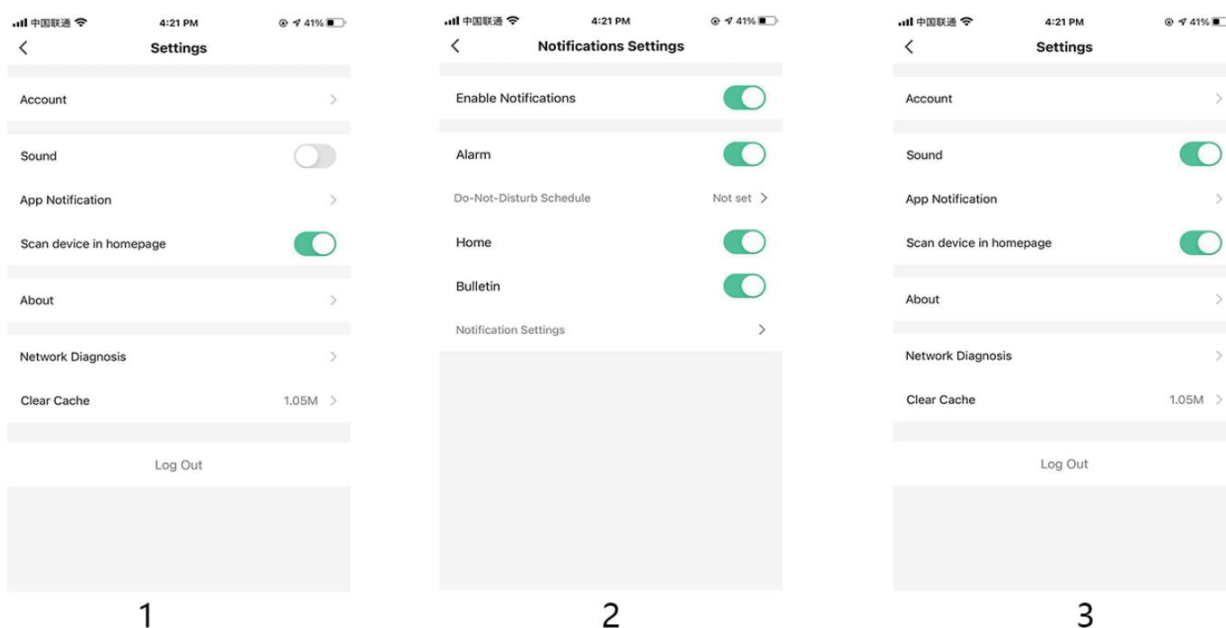 中国联通 4:21 PM 41%
Settings
Account
Sound
App Notification
Scan device in homepage
About
Network Diagnosis
Clear Cache 1.05M
Log Out
1
中国联通 4:21 PM 41%
Notifications Settings
Enable Notifications
Alarm
Do-Not-Disturb Schedule Not set
Home
Bulletin
Notification Settings
2
中国联通 4:21 PM 41%
Settings
Account
Sound
App Notification
Scan device in homepage
About
Network Diagnosis
Clear Cache 1.05M
Log Out
3